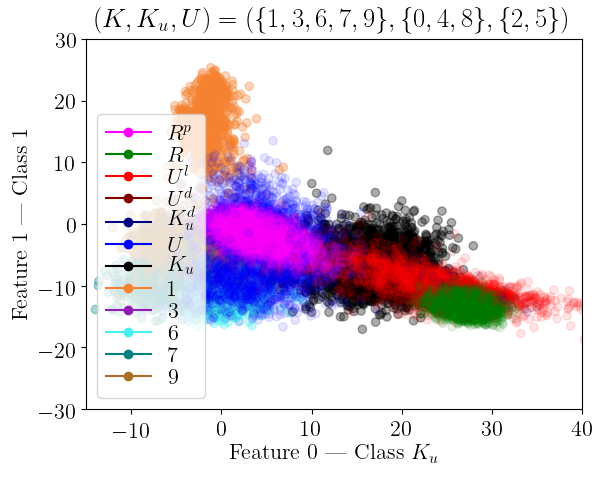 (K, K_u, U) = ({1, 3, 6, 7, 9}, {0, 4, 8}, {2, 5})
30
20
10
0
−10
−20
−30
Feature 1 — Class 1
R^p
R
U^l
U^d
K_u^d
U
K_u
1
3
6
7
9
−10
0
10
20
30
40
Feature 0 — Class K_u